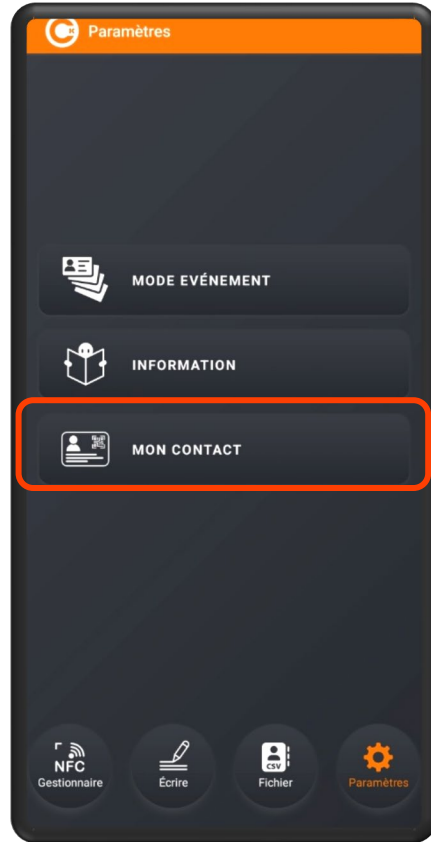 Paramètres
MODE EVÉNEMENT
INFORMATION
MON CONTACT
NFC
Gestionnaire
Écrire
CSV
Fichier
Paramètres